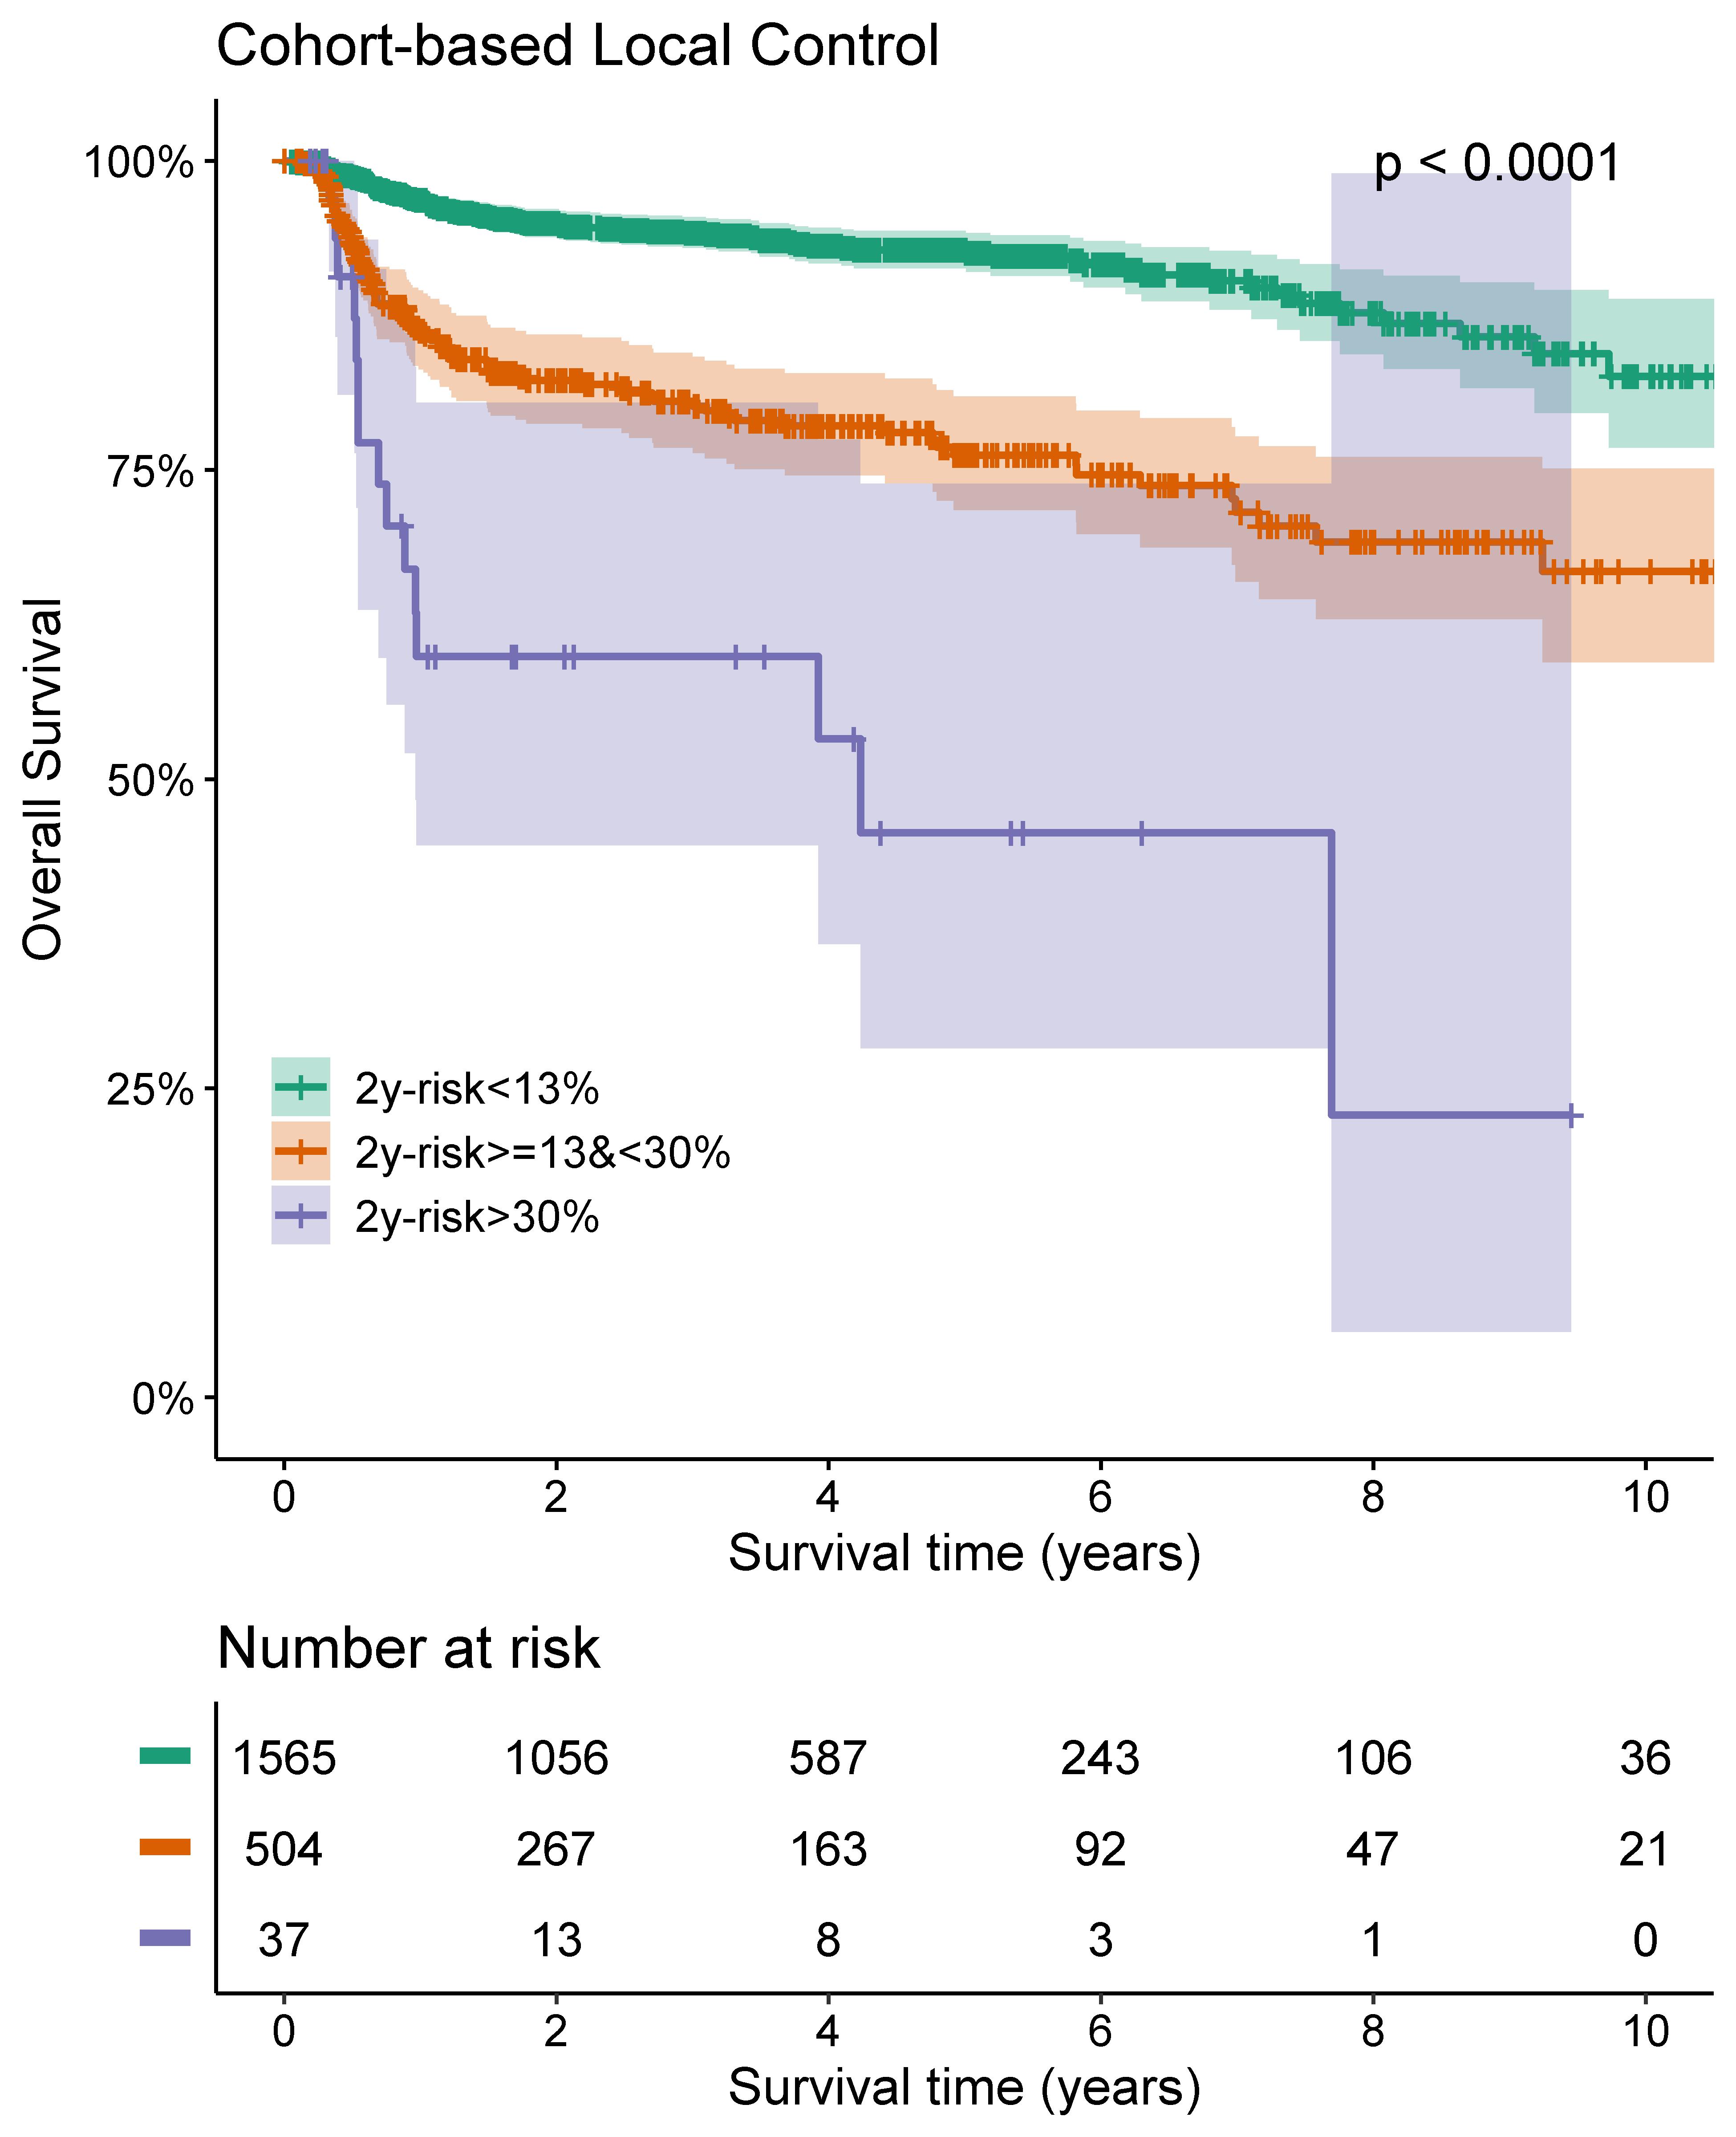 Cohort-based Local Control
p < 0.0001
100%
75%
50%
25%
0%
Overall Survival
2y-risk<13%
2y-risk>=13&<30%
2y-risk>30%
0 2 4 6 8 10
Survival time (years)
Number at risk
1565 1056 587 243 106 36
504 267 163 92 47 21
37 13 8 3 1 0
0 2 4 6 8 10
Survival time (years)